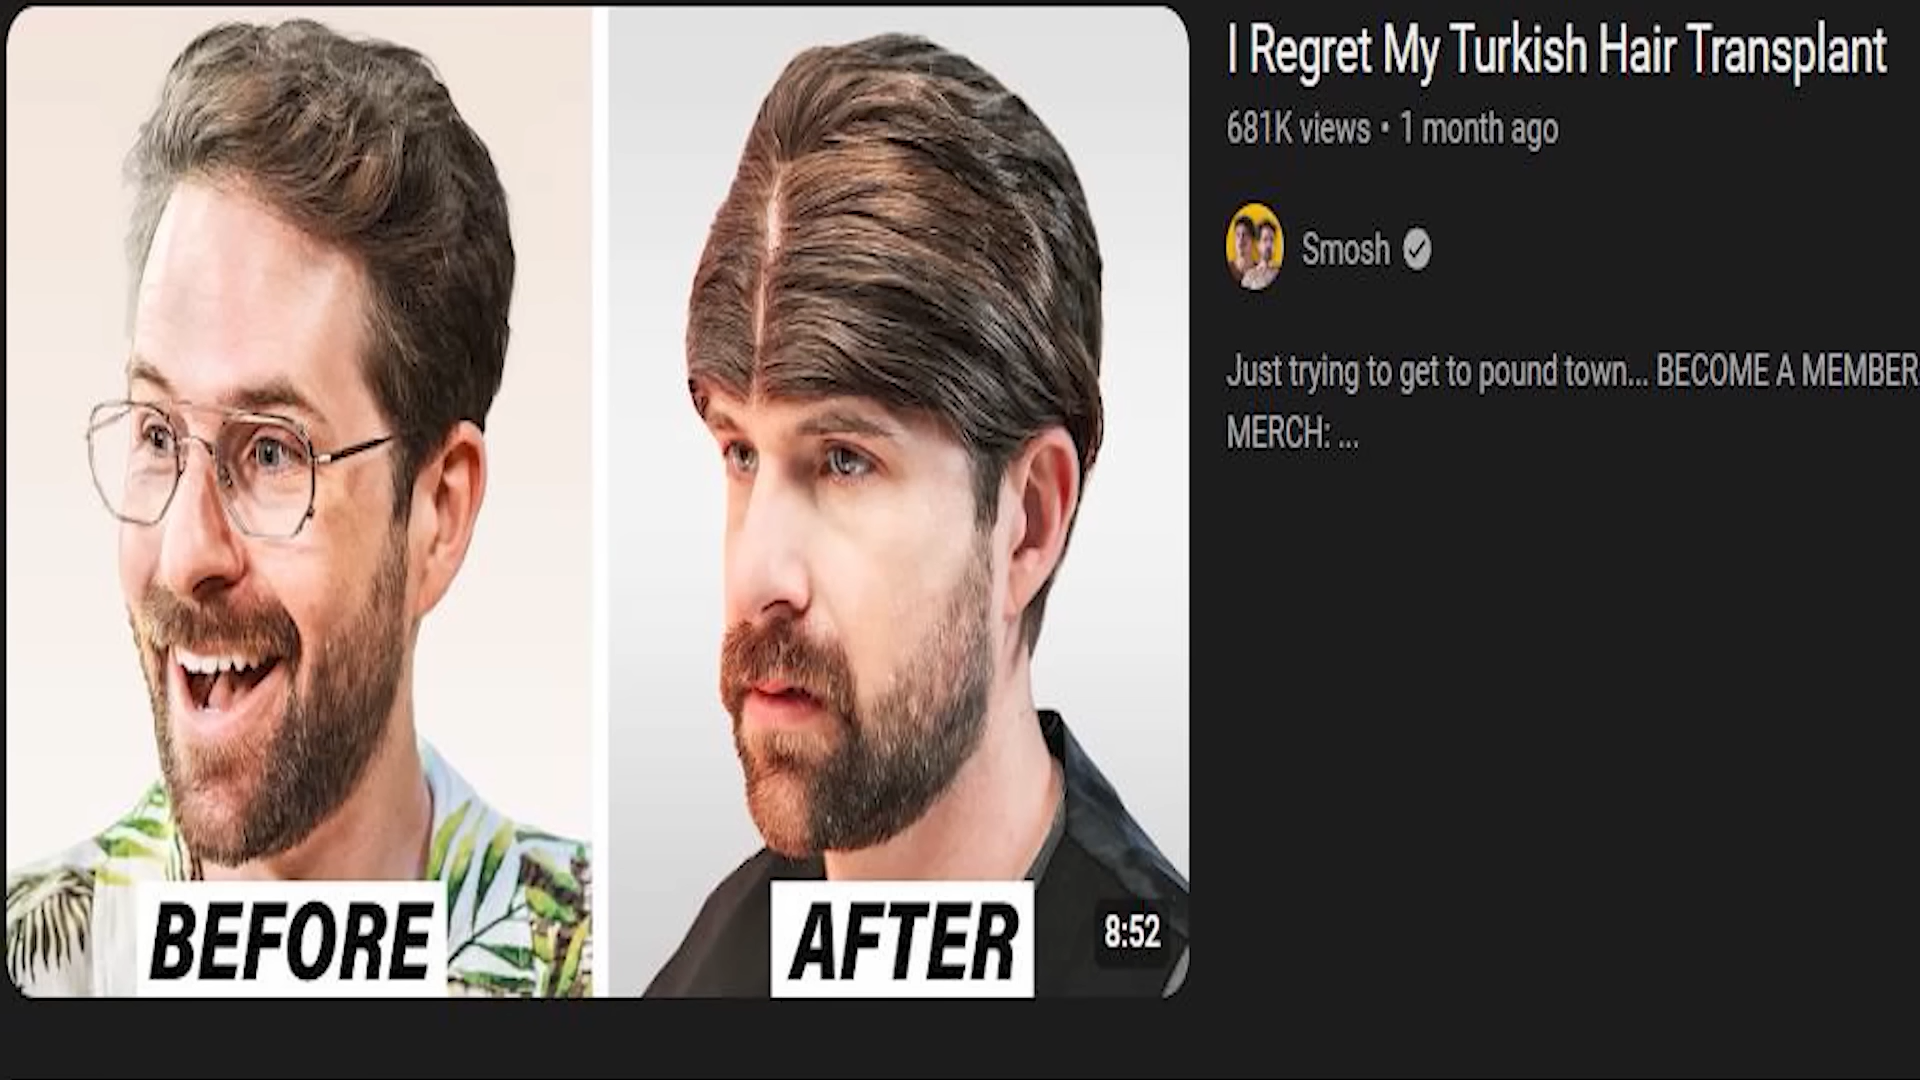 I Regret My Turkish Hair Transplant
681K views • 1 month ago
Smosh
Just trying to get to pound town... BECOME A MEMBER
MERCH: ...
BEFORE
AFTER
8:52